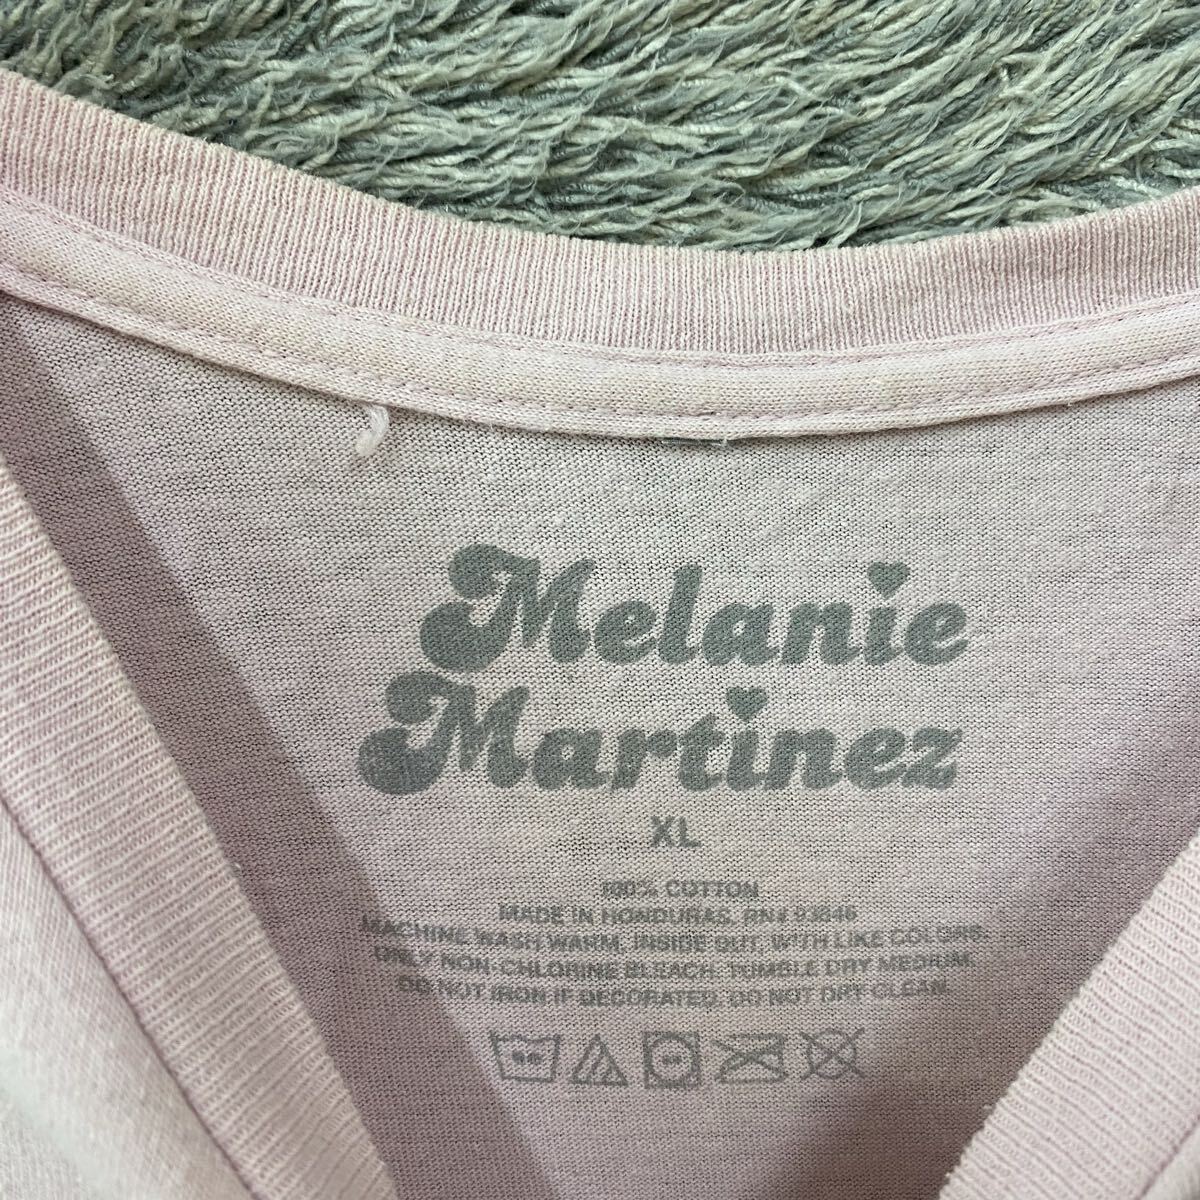 Melanie
Martinez
XL
100% COTTON
MADE IN HONDURAS. RN# 93846
MACHINE WASH WARM, INSIDE OUT, WITH LIKE COLORS.
ONLY NON-CHLORINE BLEACH. TUMBLE DRY MEDIUM.
DO NOT IRON IF DECORATED. DO NOT DRY CLEAN.